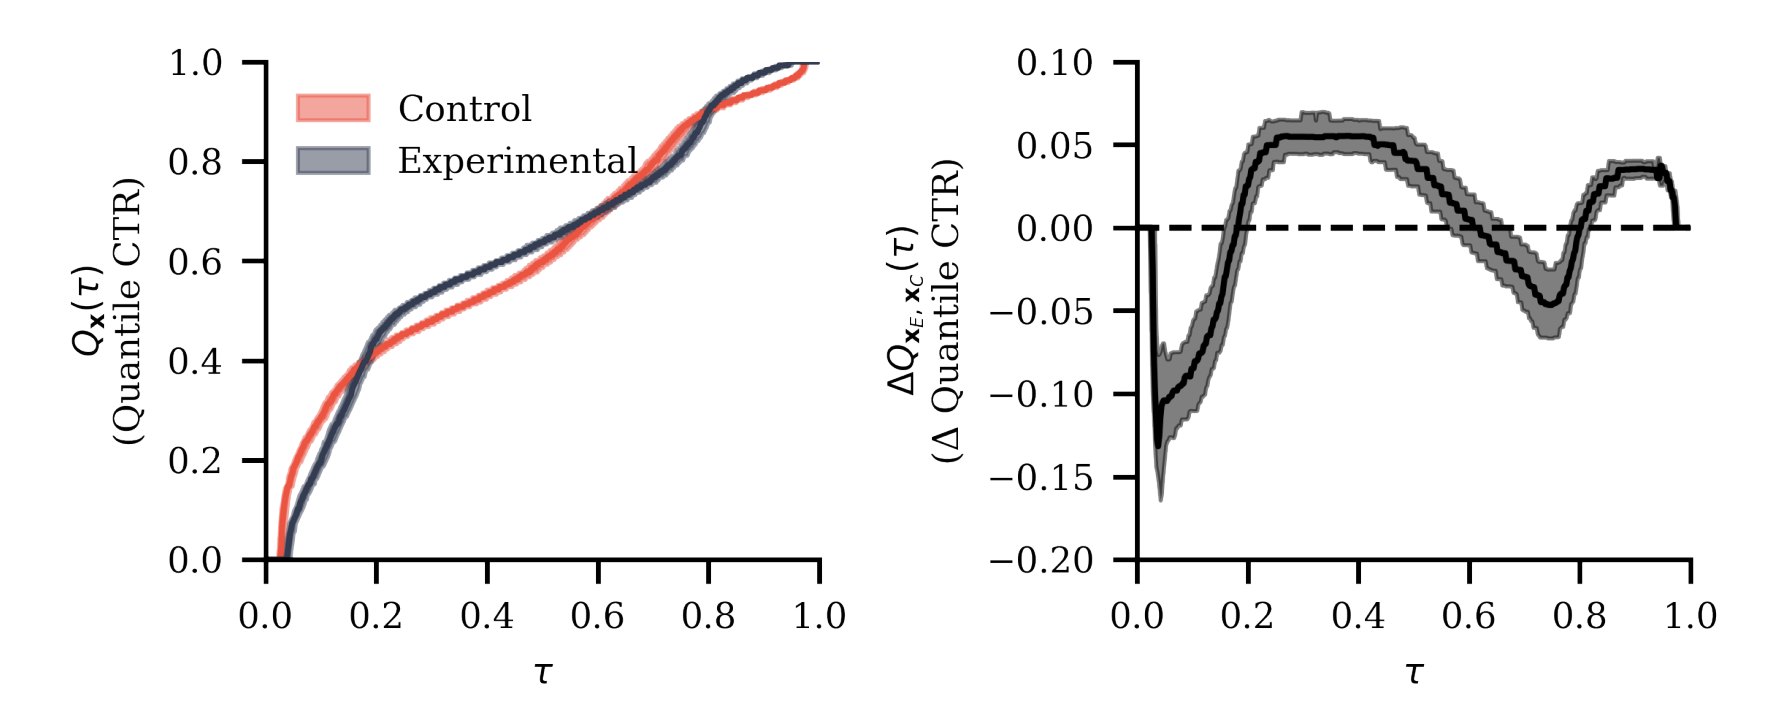 Q𝐱(τ)
(Quantile CTR)
1.0
0.8
0.6
0.4
0.2
0.0
Control
Experimental
0.0 0.2 0.4 0.6 0.8 1.0
τ
ΔQ𝐱E, 𝐱C(τ)
(Δ Quantile CTR)
0.10
0.05
0.00
−0.05
−0.10
−0.15
−0.20
0.0 0.2 0.4 0.6 0.8 1.0
τ